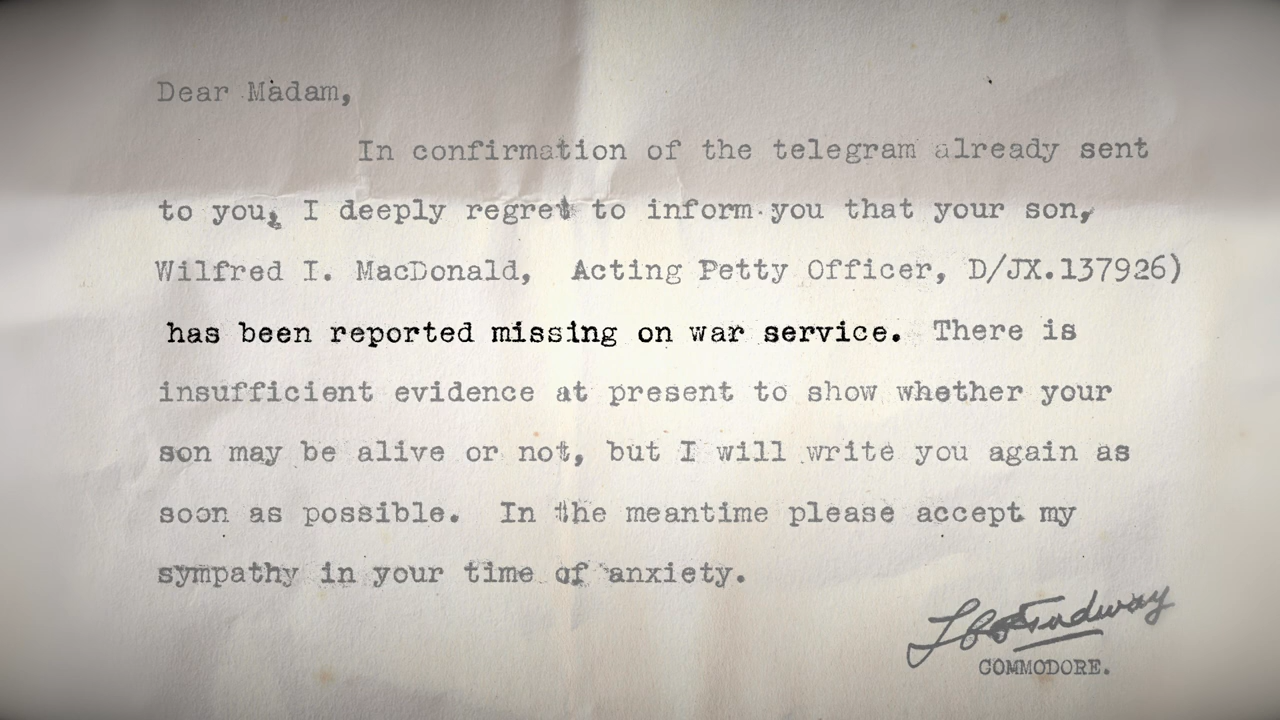 Dear Madam,
In confirmation of the telegram already sent
to you, I deeply regret to inform you that your son,
Wilfred I. MacDonald, Acting Petty Officer, D/JX.137926)
has been reported missing on war service. There is
insufficient evidence at present to show whether your
son may be alive or not, but I will write you again as
soon as possible. In the meantime please accept my
sympathy in your time of anxiety.
COMMODORE.